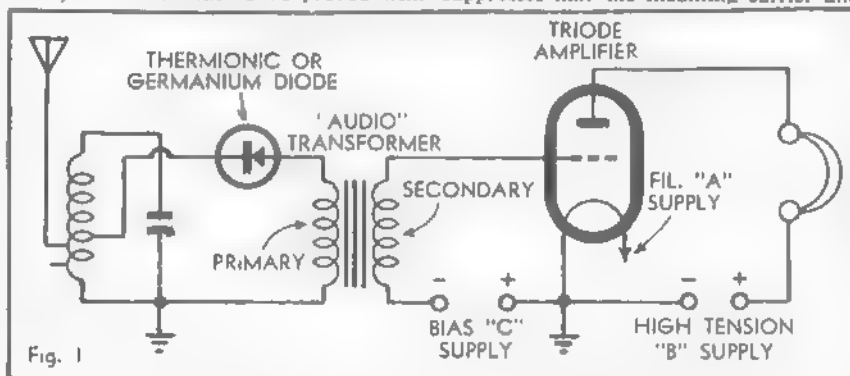 TRIODE
AMPLIFIER
THERMIONIC OR
GERMANIUM DIODE
"AUDIO"
TRANSFORMER
FIL. "A"
SUPPLY
SECONDARY
PRIMARY
- +
BIAS "C"
SUPPLY
- +
HIGH TENSION
"B" SUPPLY
Fig. 1